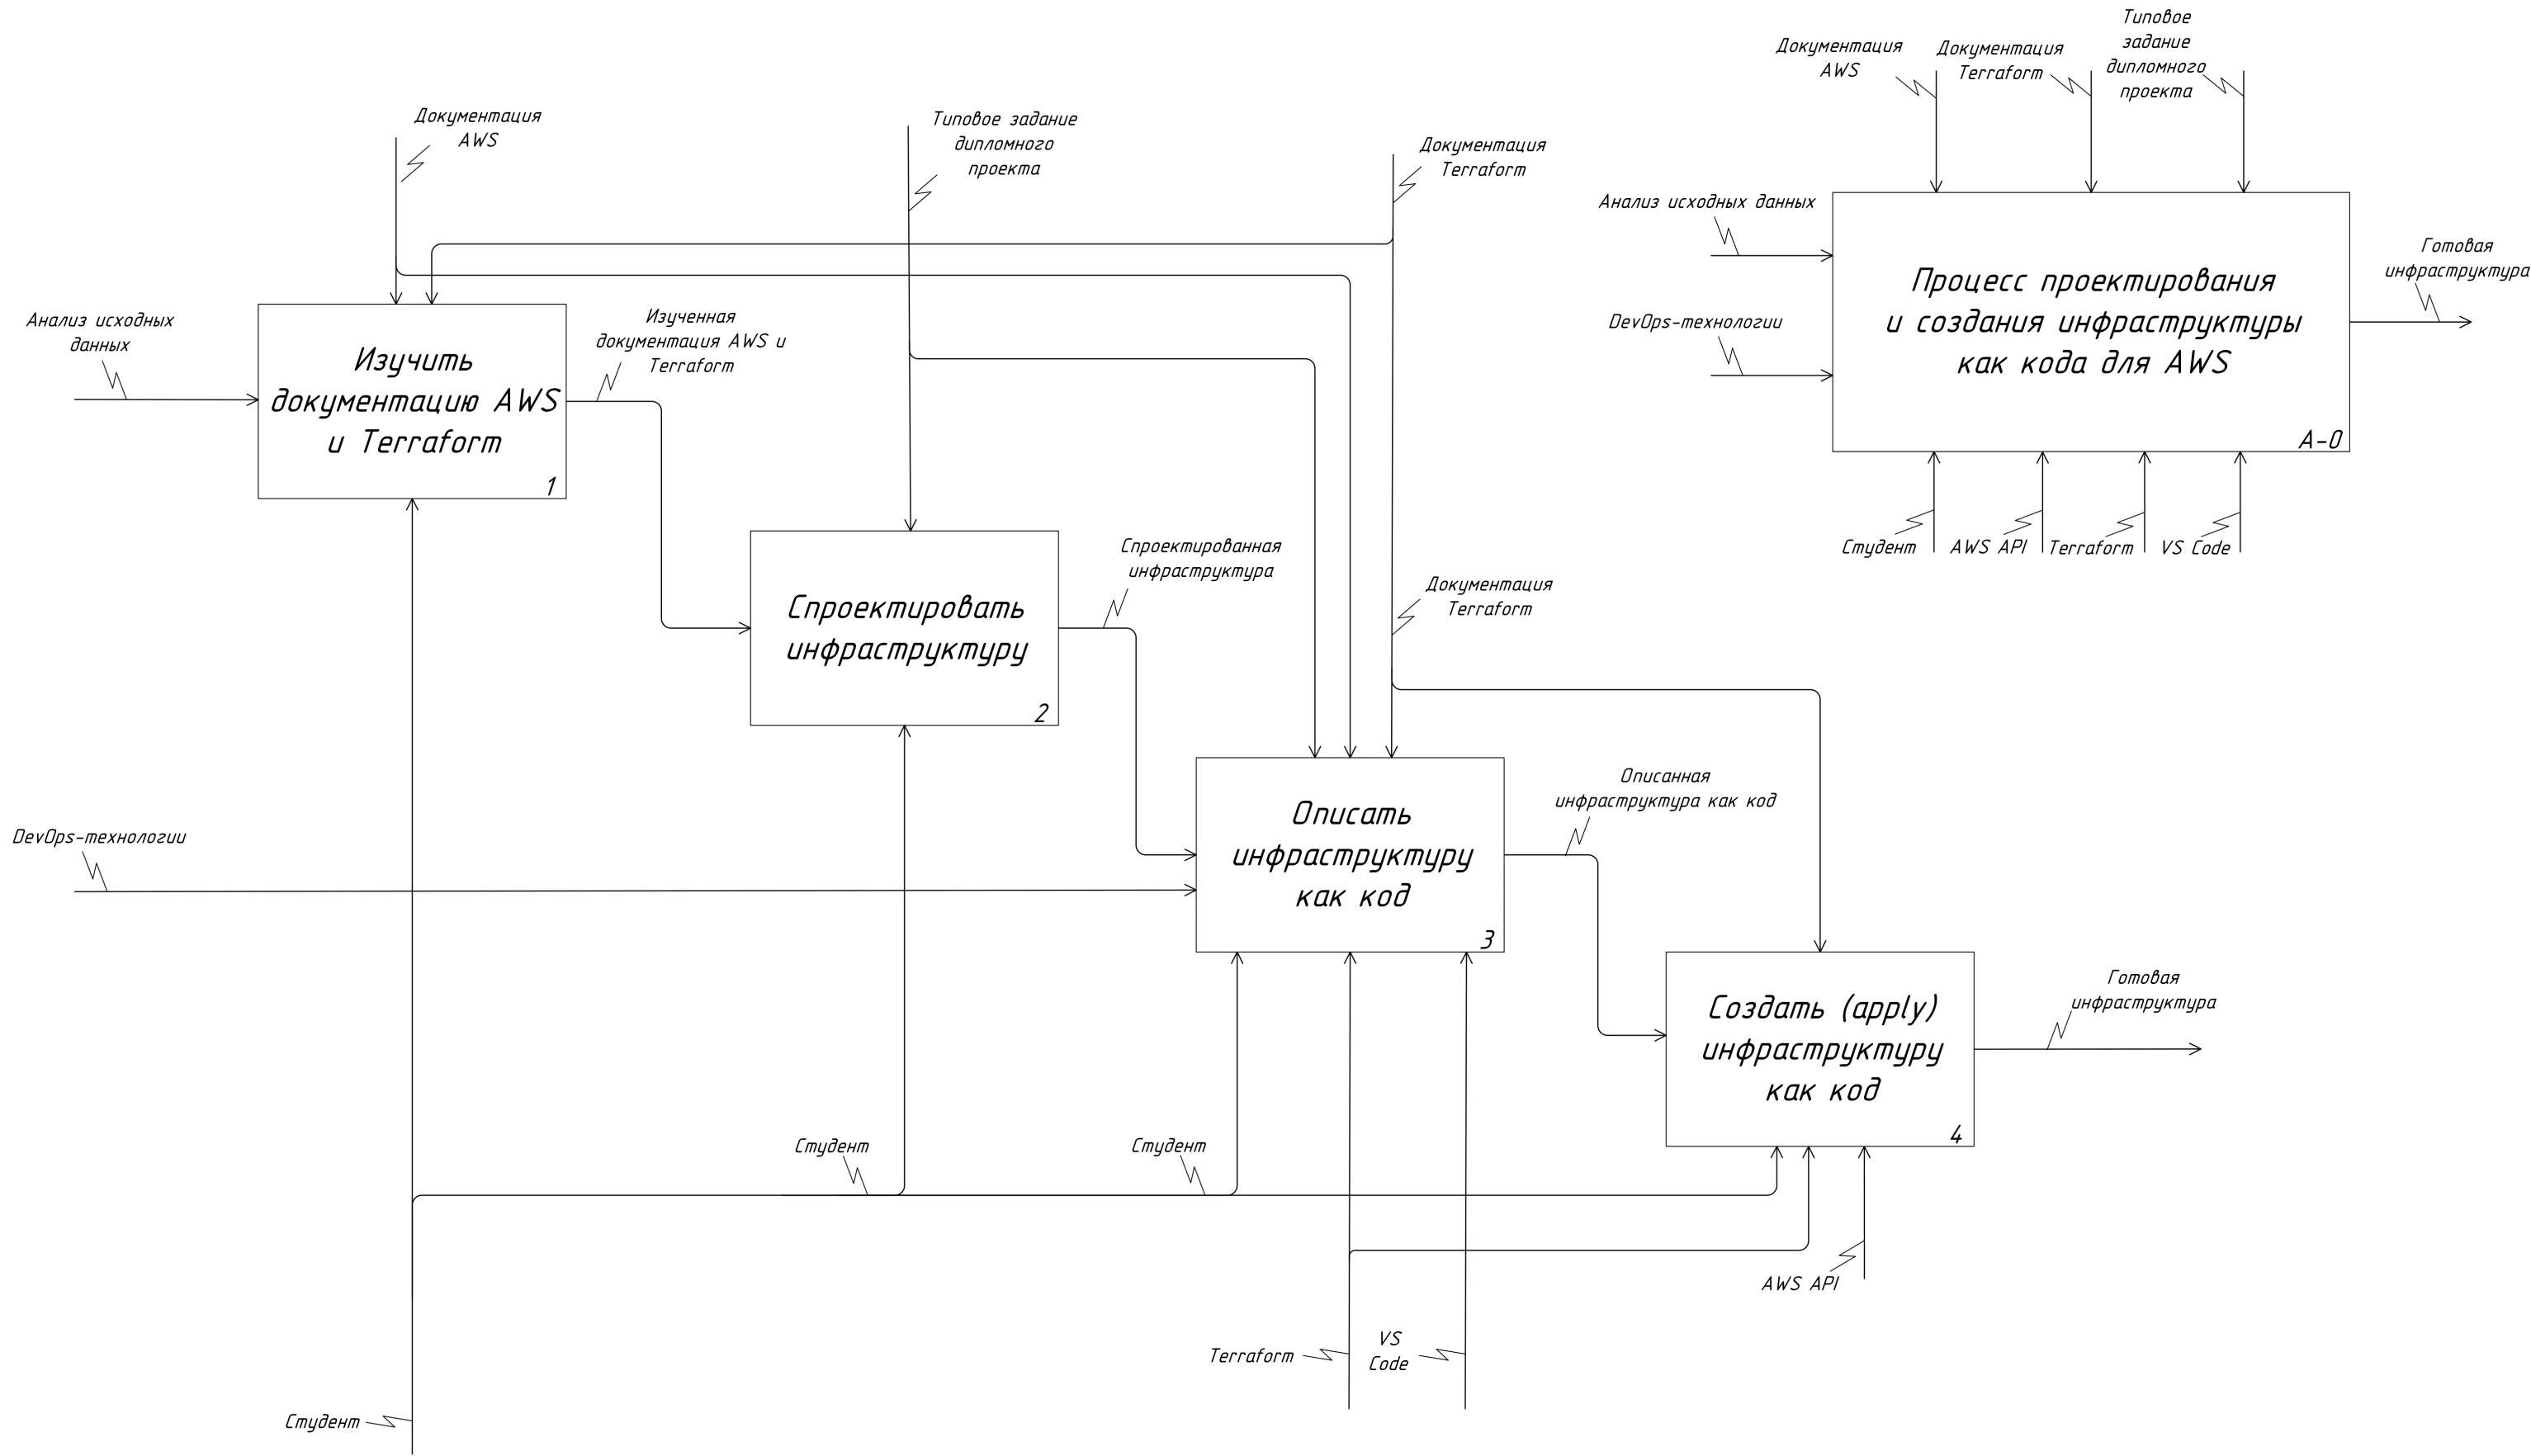 Документация
AWS
Типовое задание
дипломного
проекта
Документация
Terraform
Анализ исходных
данных
Изучить
документацию AWS
и Terraform
1
Изученная
документация AWS и
Terraform
Спроектировать
инфраструктуру
2
Спроектированная
инфраструктура
Документация
Terraform
DevOps-технологии
Описать
инфраструктуру
как код
3
Описанная
инфраструктура как код
Создать (apply)
инфраструктуру
как код
4
Готовая
инфраструктура
Студент
Студент
AWS API
Terraform
VS
Code
Студент
Документация
AWS
Документация
Terraform
Типовое
задание
дипломного
проекта
Анализ исходных данных
DevOps-технологии
Процесс проектирования
и создания инфраструктуры
как кода для AWS
А-0
Готовая
инфраструктура
Студент
AWS API
Terraform
VS Code